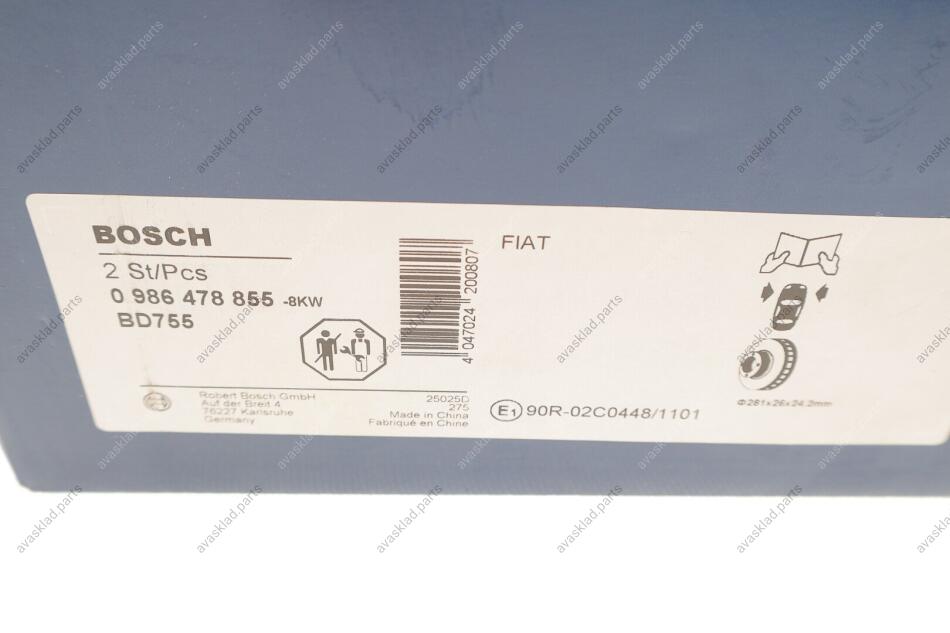 BOSCH
2 St/Pcs
0 986 478 855 -8KW
BD755
Robert Bosch GmbH
Auf der Breit 4
76227 Karlsruhe
Germany
25025D
275
Made in China
Fabriqué en Chine
4 047024 200807
FIAT
E1 90R-02C0448/1101
Φ281x26x24.2mm
avasklad.parts